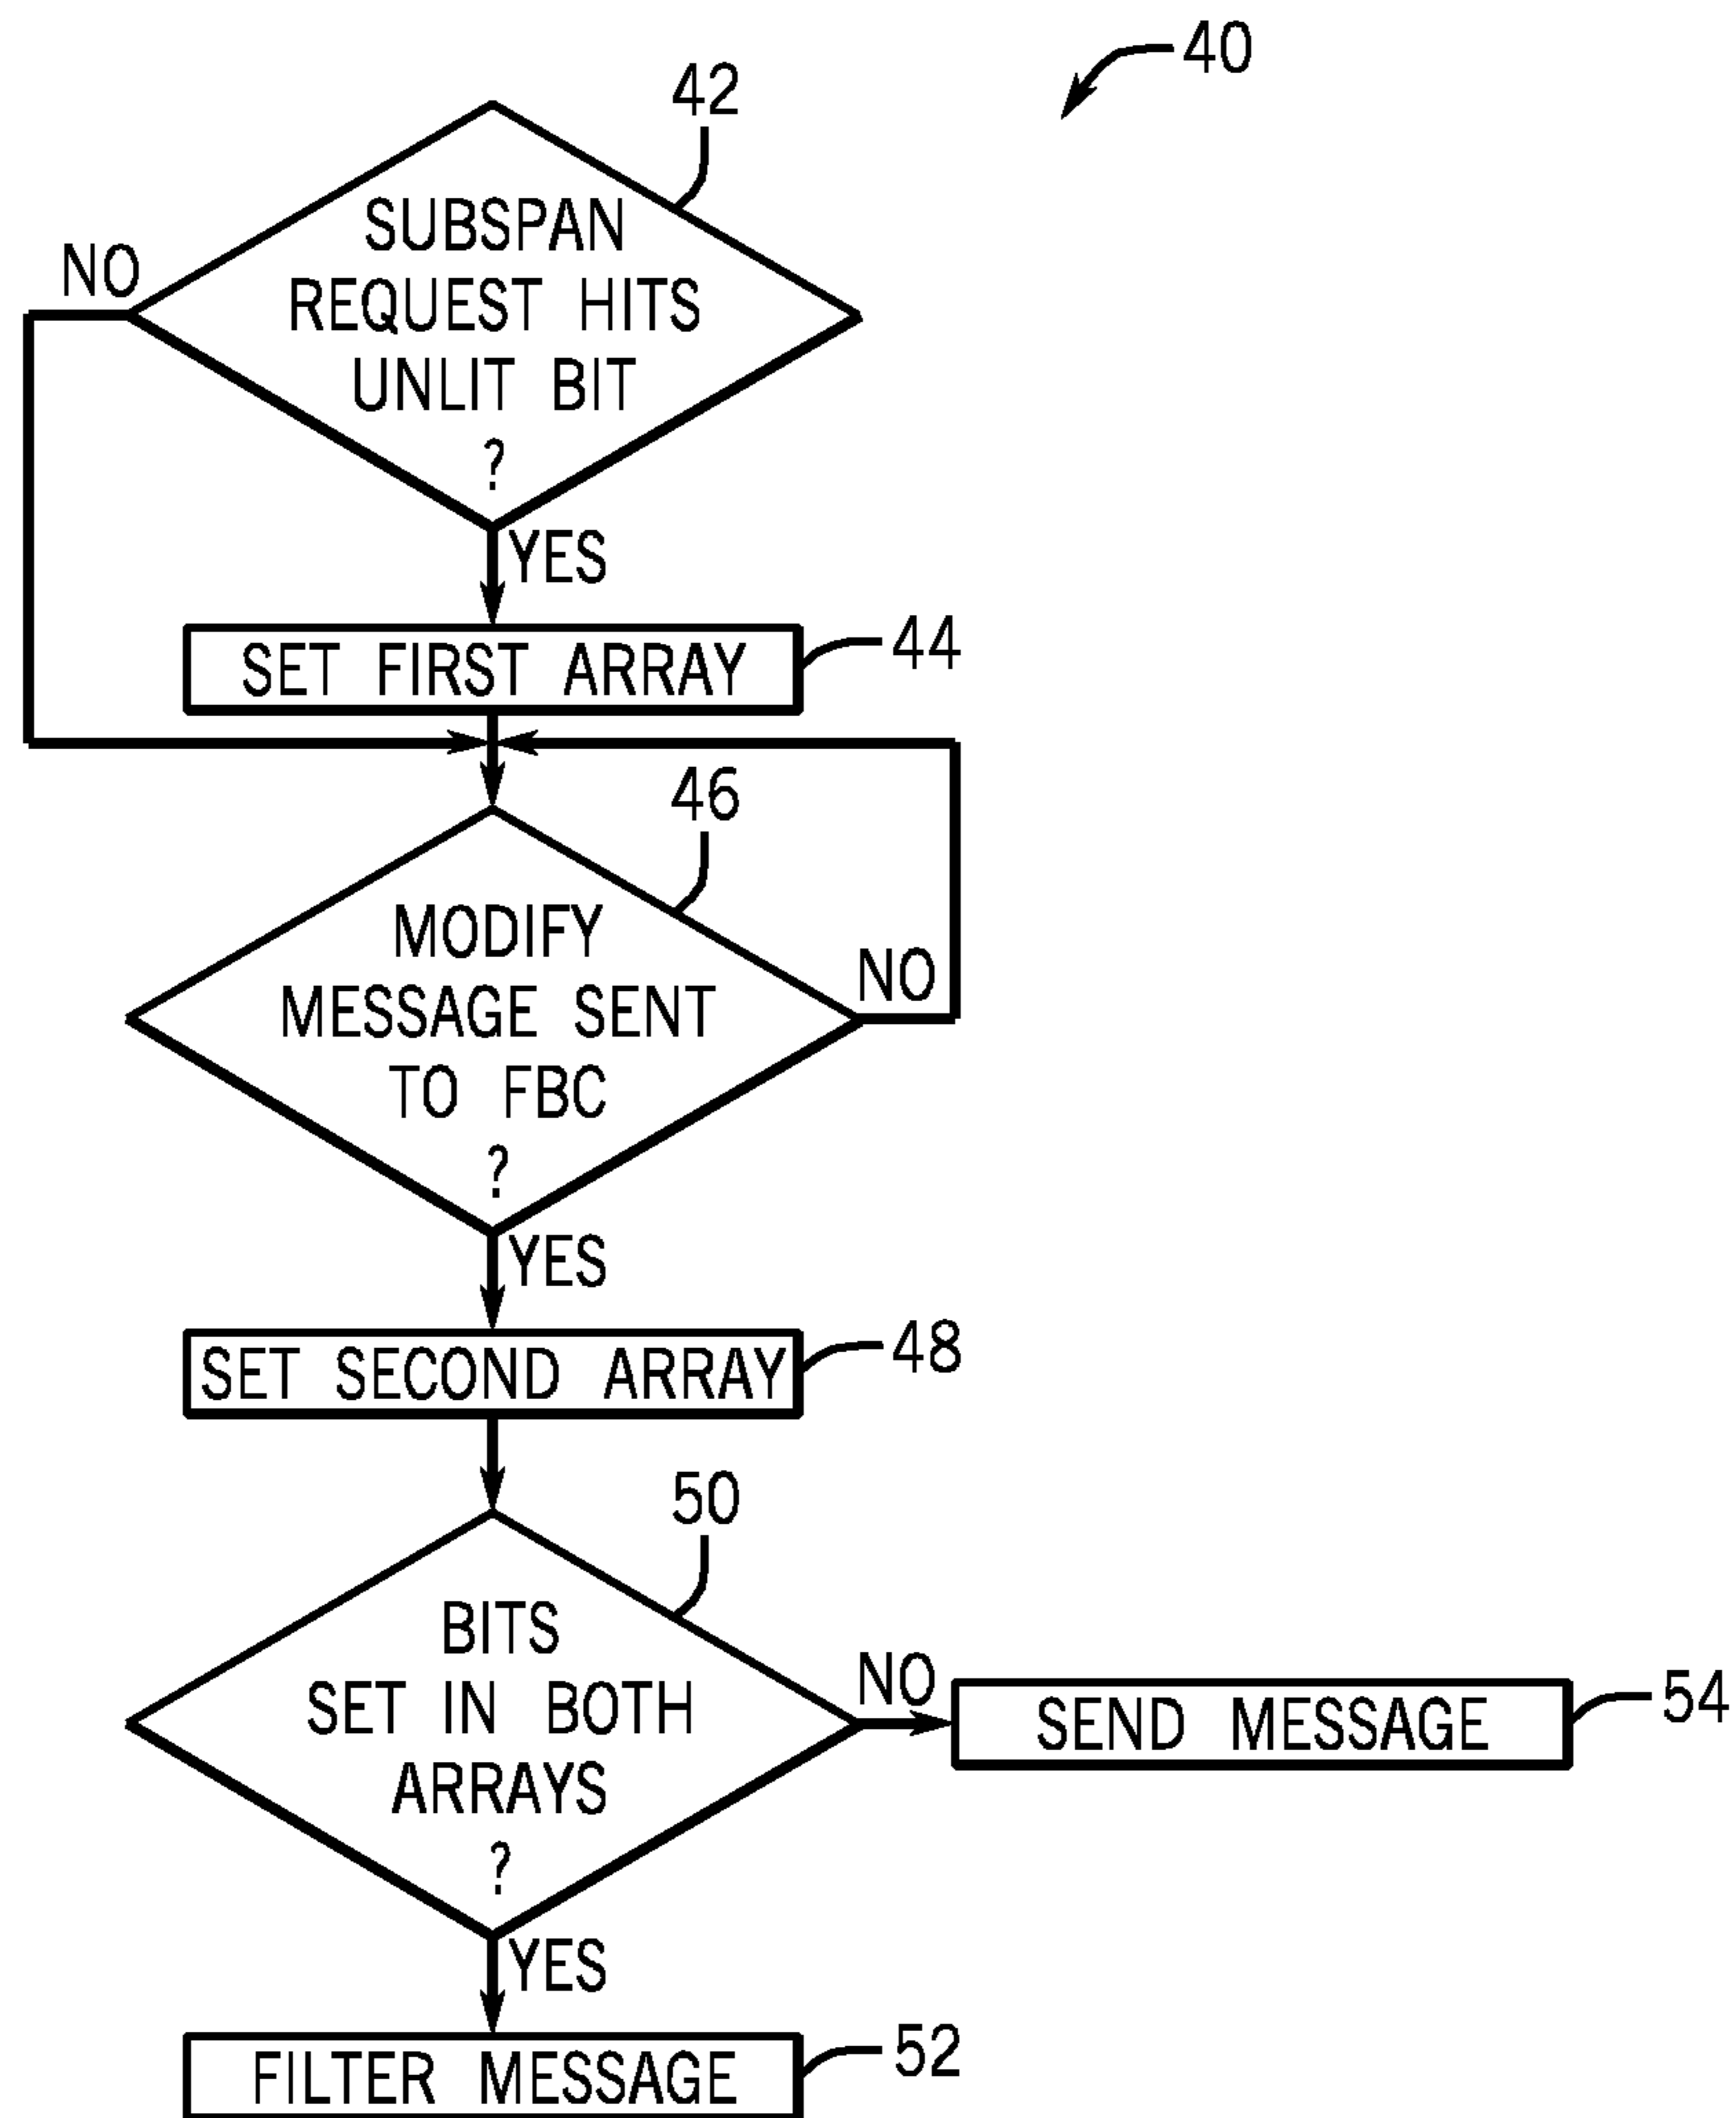 40
42
SUBSPAN
REQUEST HITS
UNLIT BIT
?
NO
YES
SET FIRST ARRAY
44
46
MODIFY
MESSAGE SENT
TO FBC
?
NO
YES
SET SECOND ARRAY
48
50
BITS
SET IN BOTH
ARRAYS
?
NO
SEND MESSAGE
54
YES
FILTER MESSAGE
52